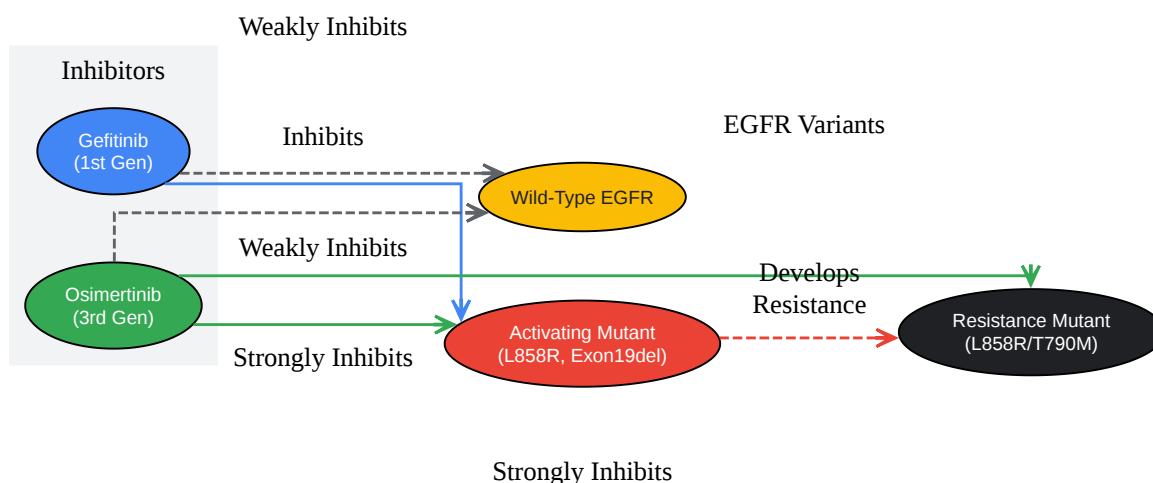 Weakly Inhibits
Inhibitors
Gefitinib
(1st Gen)
Inhibits
EGFR Variants
Wild-Type EGFR
Weakly Inhibits
Osimertinib
(3rd Gen)
Develops
Resistance
Strongly Inhibits
Activating Mutant
(L858R, Exon19del)
Resistance Mutant
(L858R/T790M)
Strongly Inhibits